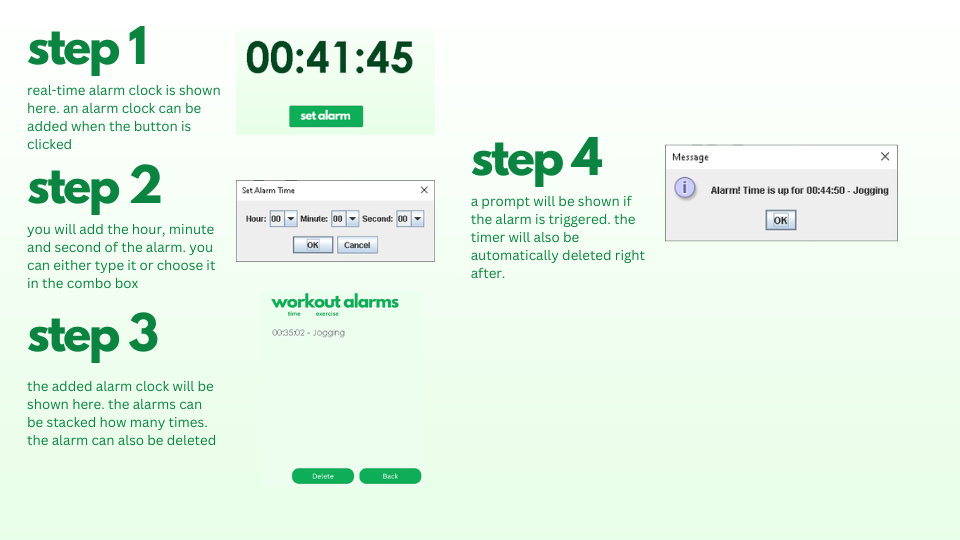 step 1
real-time alarm clock is shown
here. an alarm clock can be
added when the button is
clicked
00:41:45
set alarm
step 2
you will add the hour, minute
and second of the alarm. you
can either type it or choose it
in the combo box
Set Alarm Time
Hour: 00 Minute: 00 Second: 00
OK Cancel
step 3
the added alarm clock will be
shown here. the alarms can
be stacked how many times.
the alarm can also be deleted
workout alarms
time exercise
00:35:02 - Jogging
Delete Back
step 4
a prompt will be shown if
the alarm is triggered. the
timer will also be
automatically deleted right
after.
Message
Alarm! Time is up for 00:44:50 - Jogging
OK